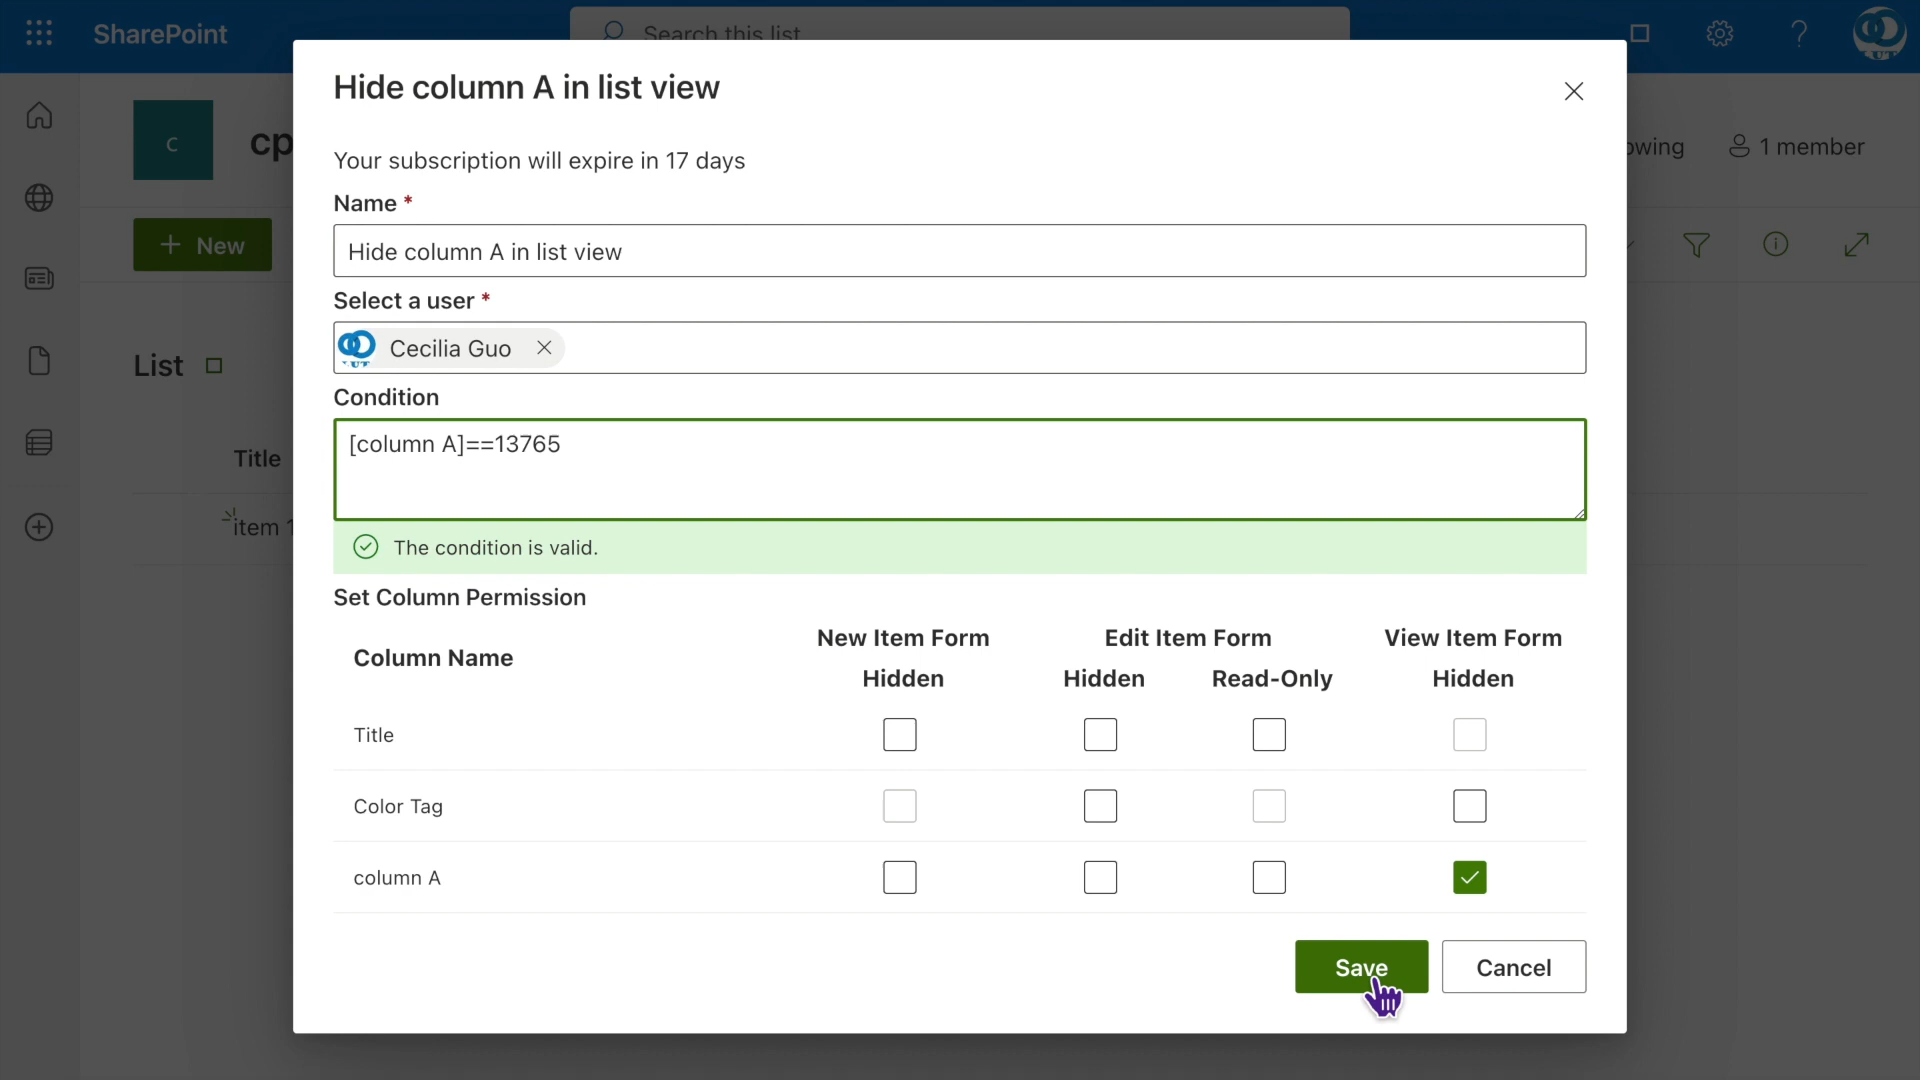 SharePoint
Search this list
Hide column A in list view
C
cp
Your subscription will expire in 17 days
owing
1 member
Name *
+ New
Hide column A in list view
Select a user *
Cecilia Guo
List
Condition
[column A]==13765
Title
item 1
The condition is valid.
Set Column Permission
Column Name
New Item Form
Edit Item Form
View Item Form
Hidden
Hidden
Read-Only
Hidden
Title
Color Tag
column A
Save
Cancel